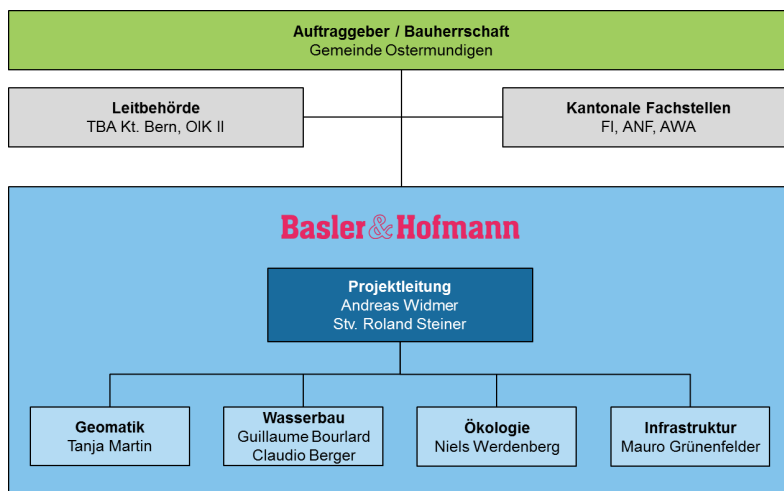 Auftraggeber / Bauherrschaft
Gemeinde Ostermundigen
Leitbehörde
TBA Kt. Bern, OIK II
Kantonale Fachstellen
FI, ANF, AWA
Basler&Hofmann
Projektleitung
Andreas Widmer
Stv. Roland Steiner
Geomatik
Tanja Martin
Wasserbau
Guillaume Bourlard
Claudio Berger
Ökologie
Niels Werdenberg
Infrastruktur
Mauro Grünenfelder